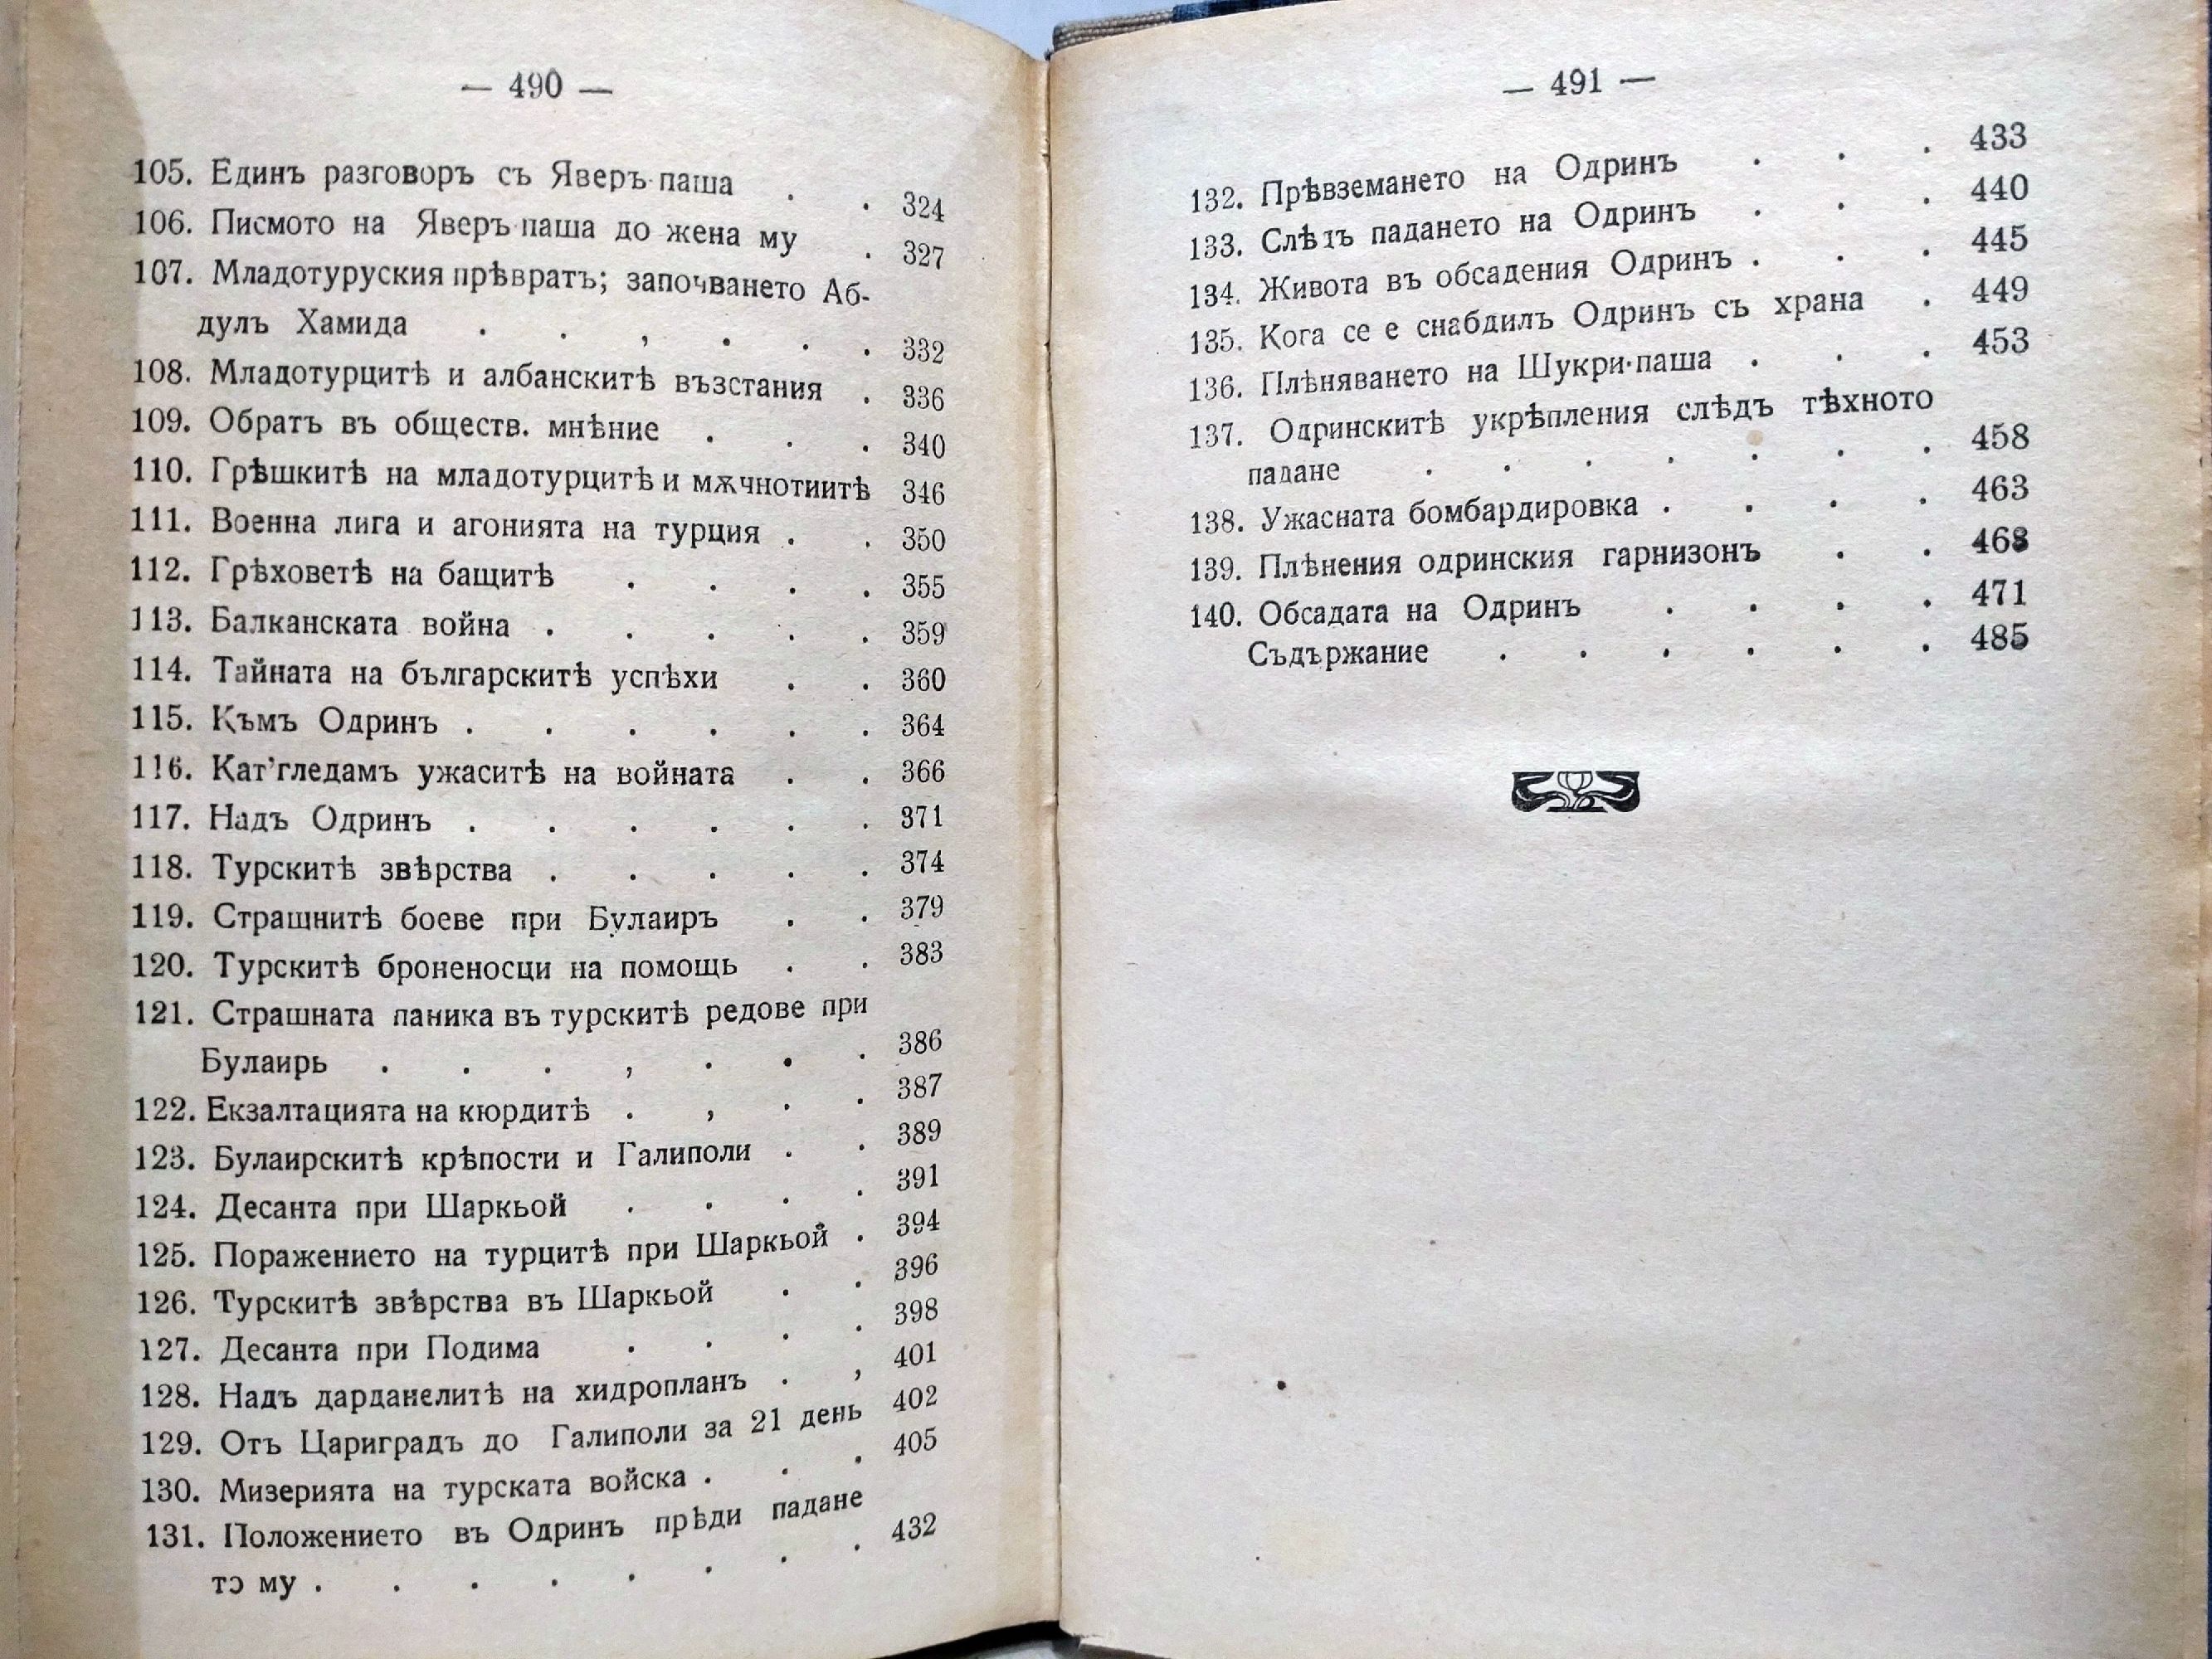 — 490 —
105. Единъ разговоръ съ Яверъ-паша . . 324
106. Писмото на Яверъ-паша до жена му . 327
107. Младотуруския прѣвратъ; започването Аб-
дулъ Хамида . . , . . . 332
108. Младотурцитѣ и албанскитѣ възстания . 336
109. Обратъ въ обществ. мнѣние . . . 340
110. Грѣшкитѣ на младотурцитѣ и мѫчнотиитѣ 346
111. Военна лига и агонията на турция . . 350
112. Грѣховетѣ на бащитѣ . . . . 355
113. Балканската война . . . . . 359
114. Тайната на българскитѣ успѣхи . . 360
115. Къмъ Одринъ . . . . . . 364
116. Кат'гледамъ ужаситѣ на войната . . 366
117. Надъ Одринъ . . . . . . 371
118. Турскитѣ звѣрства . . . . . 374
119. Страшнитѣ боеве при Булаиръ . . 379
120. Турскитѣ броненосци на помощь . . 383
121. Страшната паника въ турскитѣ редове при
Булаирь . . . , . . . 386
122. Екзалтацията на кюрдитѣ . , . . 387
123. Булаирскитѣ крѣпости и Галиполи . . 389
124. Десанта при Шаркьой . . . . 391
125. Поражението на турцитѣ при Шаркьой . 394
126. Турскитѣ звѣрства въ Шаркьой . . 396
127. Десанта при Подима . . . . 398
128. Надъ дарданелитѣ на хидропланъ . , 401
129. Отъ Цариградъ до Галиполи за 21 день 402
130. Мизерията на турската войска . . . 405
131. Положението въ Одринъ прѣди падане
то му . . . . . . . . 432
— 491 —
132. Прѣвземането на Одринъ . . . 433
133. Слѣдъ падането на Одринъ . . . 440
134. Живота въ обсадения Одринъ . . . 445
135. Кога се е снабдилъ Одринъ съ храна . 449
136. Плѣняването на Шукри-паша . . . 453
137. Одринскитѣ укрѣпления слѣдъ тѣхното
падане . . . . . . . 458
138. Ужасната бомбардировка . . . . 463
139. Плѣнения одринския гарнизонъ . . 468
140. Обсадата на Одринъ . . . . 471
Съдържание . . . . . . 485